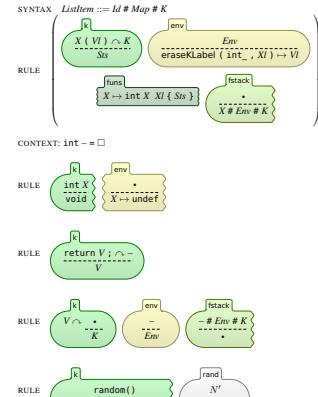 SYNTAX ListItem ::= Id # Map # K
k env
X ( Vl ) ↷ K Env
Sts eraseKLabel ( int_ , Xl ) ↦ Vl
RULE
funs fstack
X ↦ int X Xl { Sts } •
X # Env # K
CONTEXT: int – = □
k env
RULE int X •
void X ↦ undef
k
RULE return V ; ↷ –
V
k env fstack
RULE V ↷ • – – # Env # K
K Env •
k rand
RULE random() N′